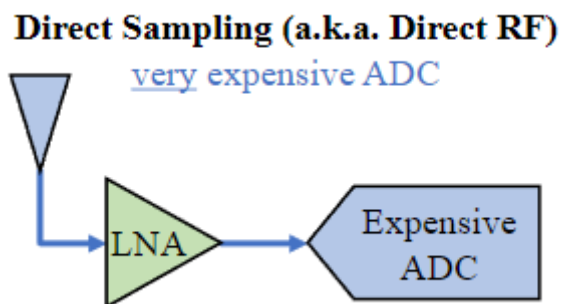 Direct Sampling (a.k.a. Direct RF)
very expensive ADC
LNA
Expensive
ADC